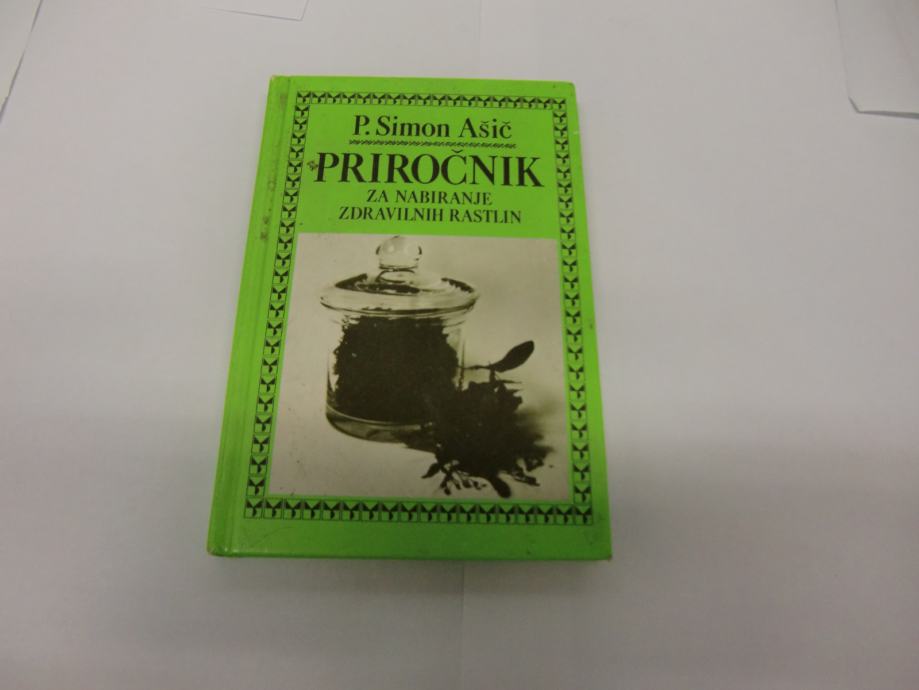 P. Simon Ašič
PRIROČNIK
ZA NABIRANJE
ZDRAVILNIH RASTLIN